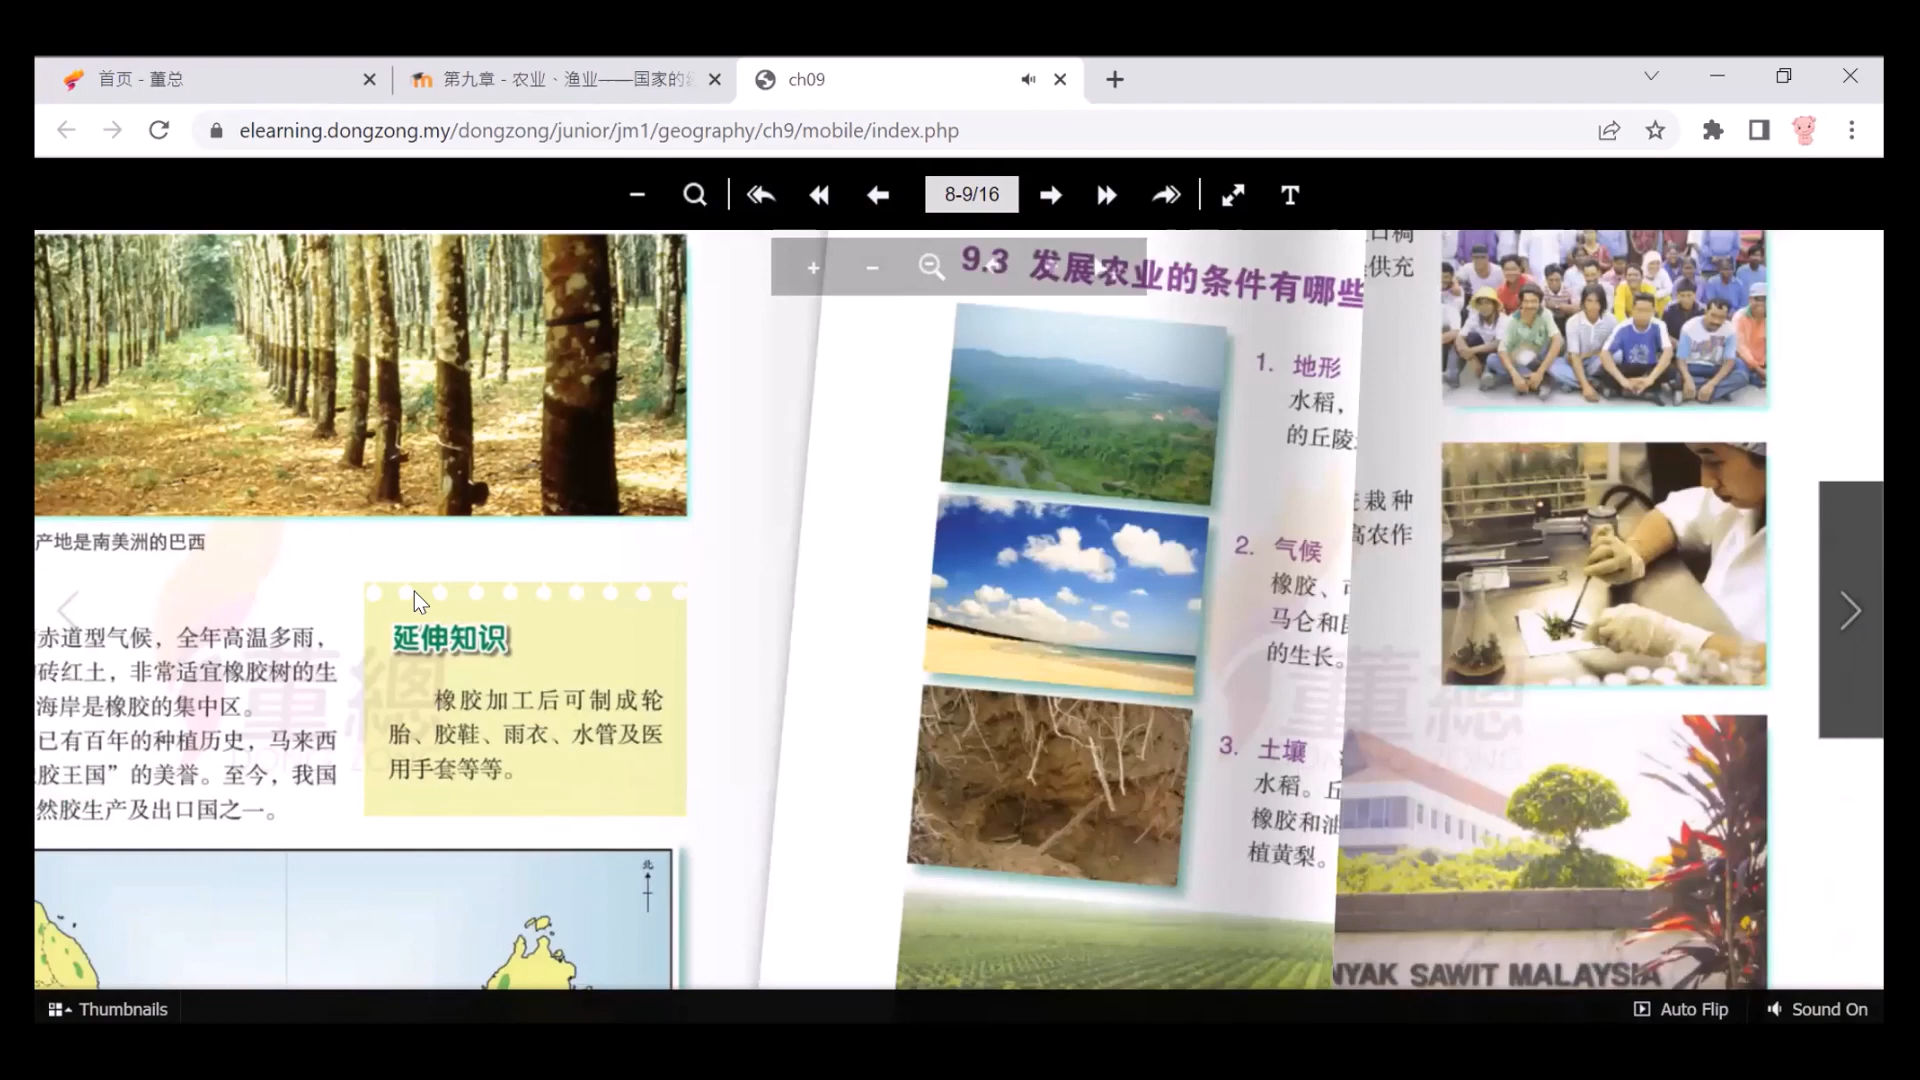 首页 - 董总
第九章 - 农业、渔业——国家的
ch09
elearning.dongzong.my/dongzong/junior/jm1/geography/ch9/mobile/index.php
8-9/16
产地是南美洲的巴西
赤道型气候，全年高温多雨，
砖红土，非常适宜橡胶树的生
海岸是橡胶的集中区。
已有百年的种植历史，马来西
胶王国”的美誉。至今，我国
然胶生产及出口国之一。
延伸知识
橡胶加工后可制成轮
胎、胶鞋、雨衣、水管及医
用手套等等。
北
9.3 发展农业的条件有哪些
1. 地形
水稻，
的丘陵
2. 气候
橡胶、
马仑和
的生长。
3. 土壤
水稻。丘
橡胶和油
植黄梨。
供充
栽种
高农作
NYAK SAWIT MALAYSIA
董總
董總
Thumbnails
Auto Flip
Sound On